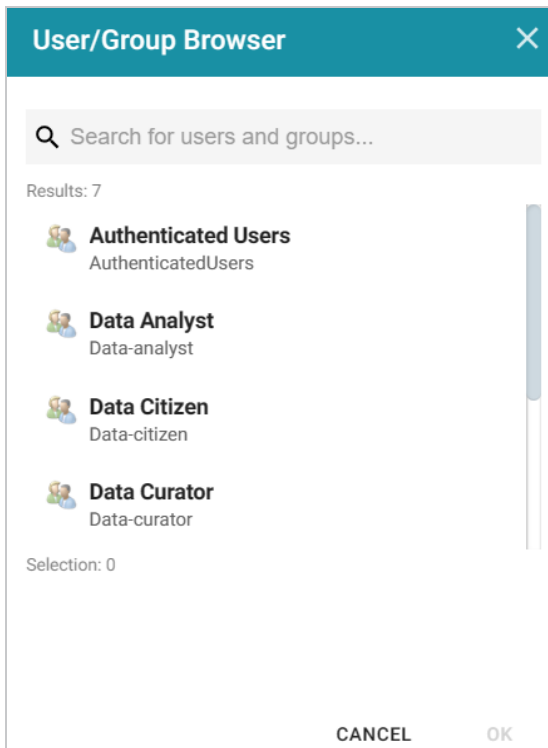 User/Group Browser
Search for users and groups...
Results: 7
Authenticated Users
AuthenticatedUsers
Data Analyst
Data-analyst
Data Citizen
Data-citizen
Data Curator
Data-curator
Selection: 0
CANCEL OK